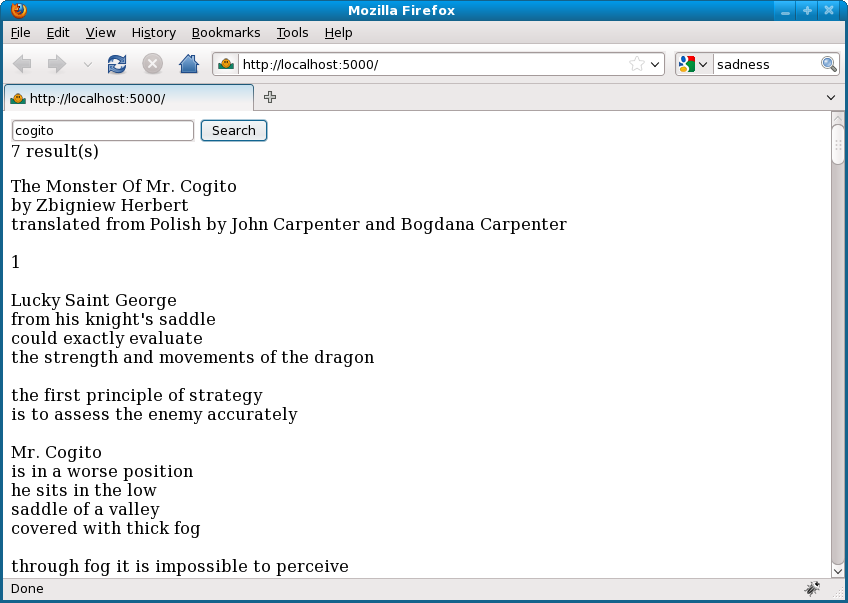 Mozilla Firefox
File Edit View History Bookmarks Tools Help
http://localhost:5000/ sadness
http://localhost:5000/
cogito Search
7 result(s)
The Monster Of Mr. Cogito
by Zbigniew Herbert
translated from Polish by John Carpenter and Bogdana Carpenter
1
Lucky Saint George
from his knight's saddle
could exactly evaluate
the strength and movements of the dragon
the first principle of strategy
is to assess the enemy accurately
Mr. Cogito
is in a worse position
he sits in the low
saddle of a valley
covered with thick fog
through fog it is impossible to perceive
Done